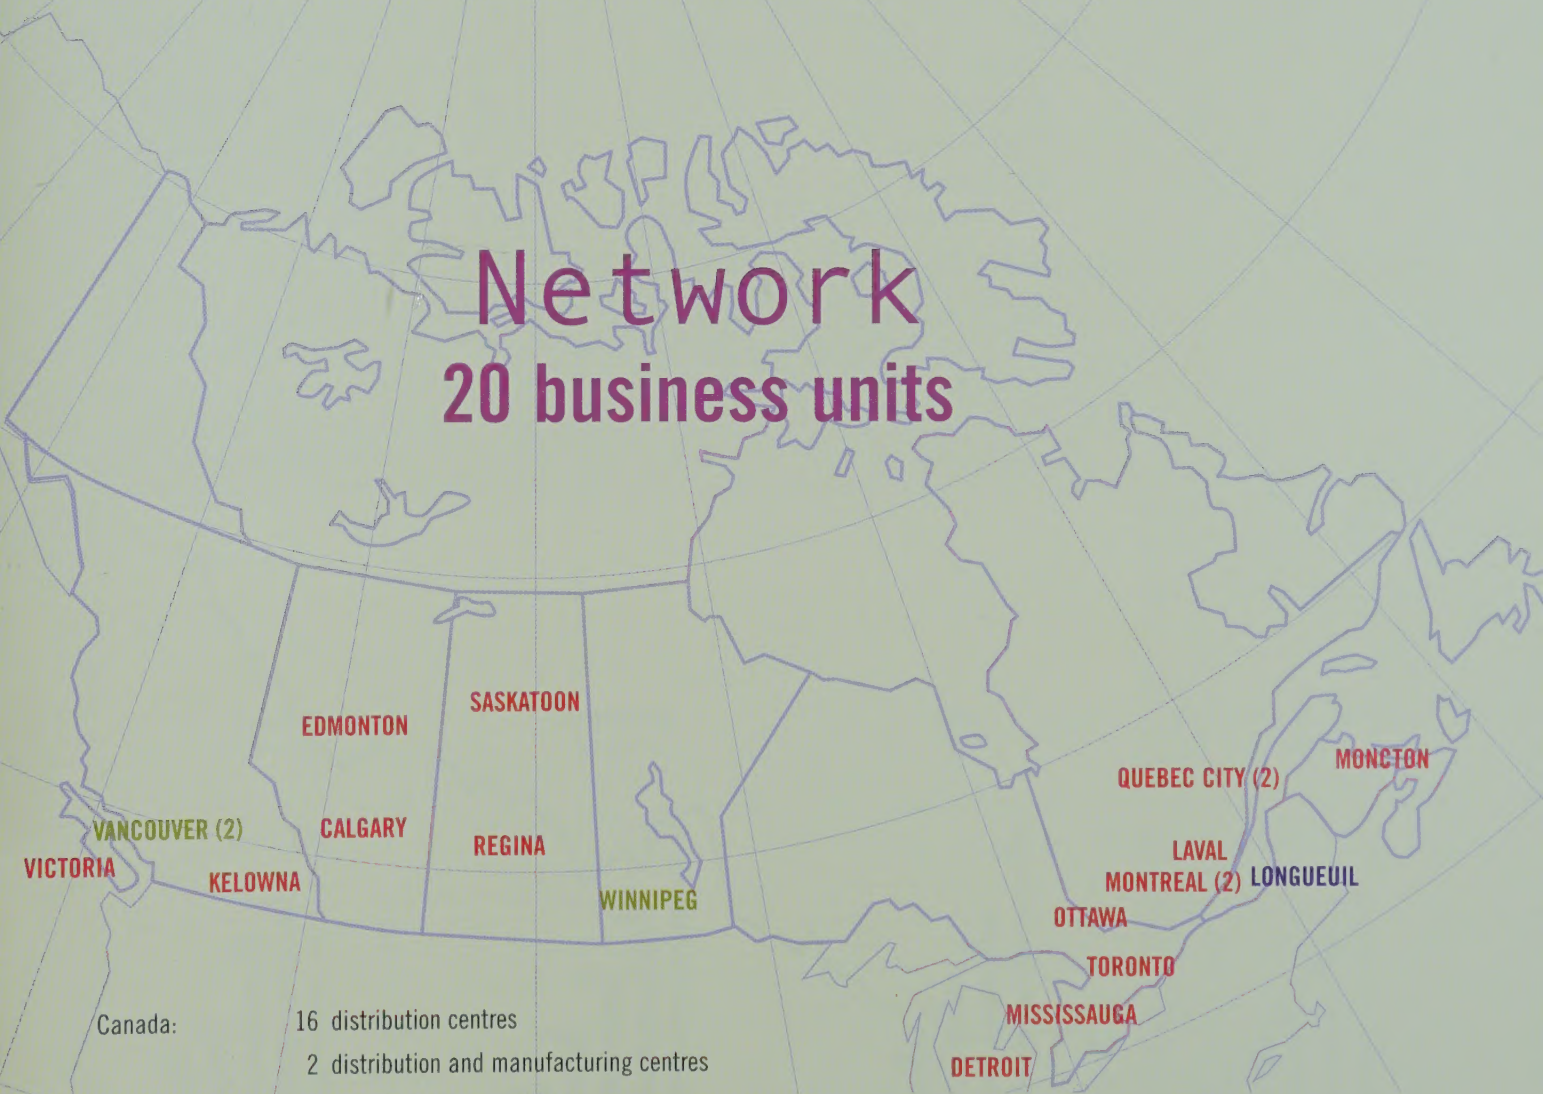 Network
20 business units
SASKATOON
EDMONTON
MONCTON
QUEBEC CITY (2)
VANCOUVER (2)
CALGARY
REGINA
LAVAL
VICTORIA
KELOWNA
MONTREAL (2)
LONGUEUIL
WINNIPEG
OTTAWA
TORONTO
MISSISSAUGA
DETROIT
Canada: 16 distribution centres
2 distribution and manufacturing centres